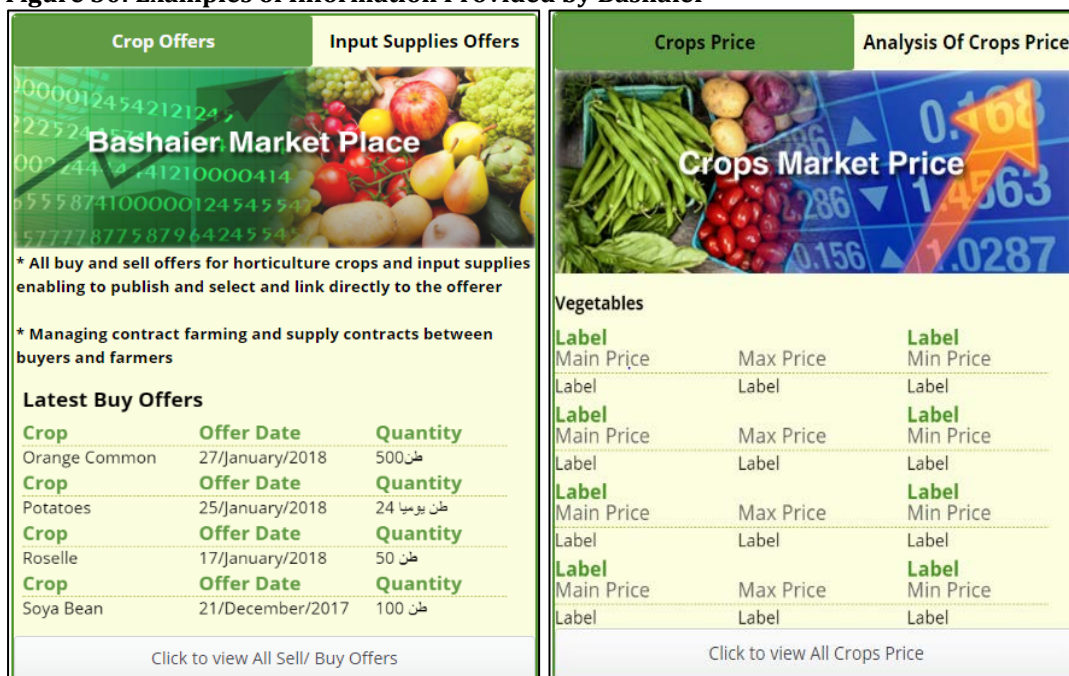 Crop Offers Input Supplies Offers
Bashaier Market Place
* All buy and sell offers for horticulture crops and input supplies
enabling to publish and select and link directly to the offerer
* Managing contract farming and supply contracts between
buyers and farmers
Latest Buy Offers
Crop Offer Date Quantity
Orange Common 27/January/2018 500طن
Crop Offer Date Quantity
Potatoes 25/January/2018 24 طن يوميا
Crop Offer Date Quantity
Roselle 17/January/2018 50 طن
Crop Offer Date Quantity
Soya Bean 21/December/2017 100 طن
Click to view All Sell/ Buy Offers
Crops Price Analysis Of Crops Price
Crops Market Price
0.168
1.4563
0.156 1.0287
Vegetables
Label Label
Main Price Max Price Min Price
Label Label Label
Label Label
Main Price Max Price Min Price
Label Label Label
Label Label
Main Price Max Price Min Price
Label Label Label
Label Label
Main Price Max Price Min Price
Label Label Label
Click to view All Crops Price